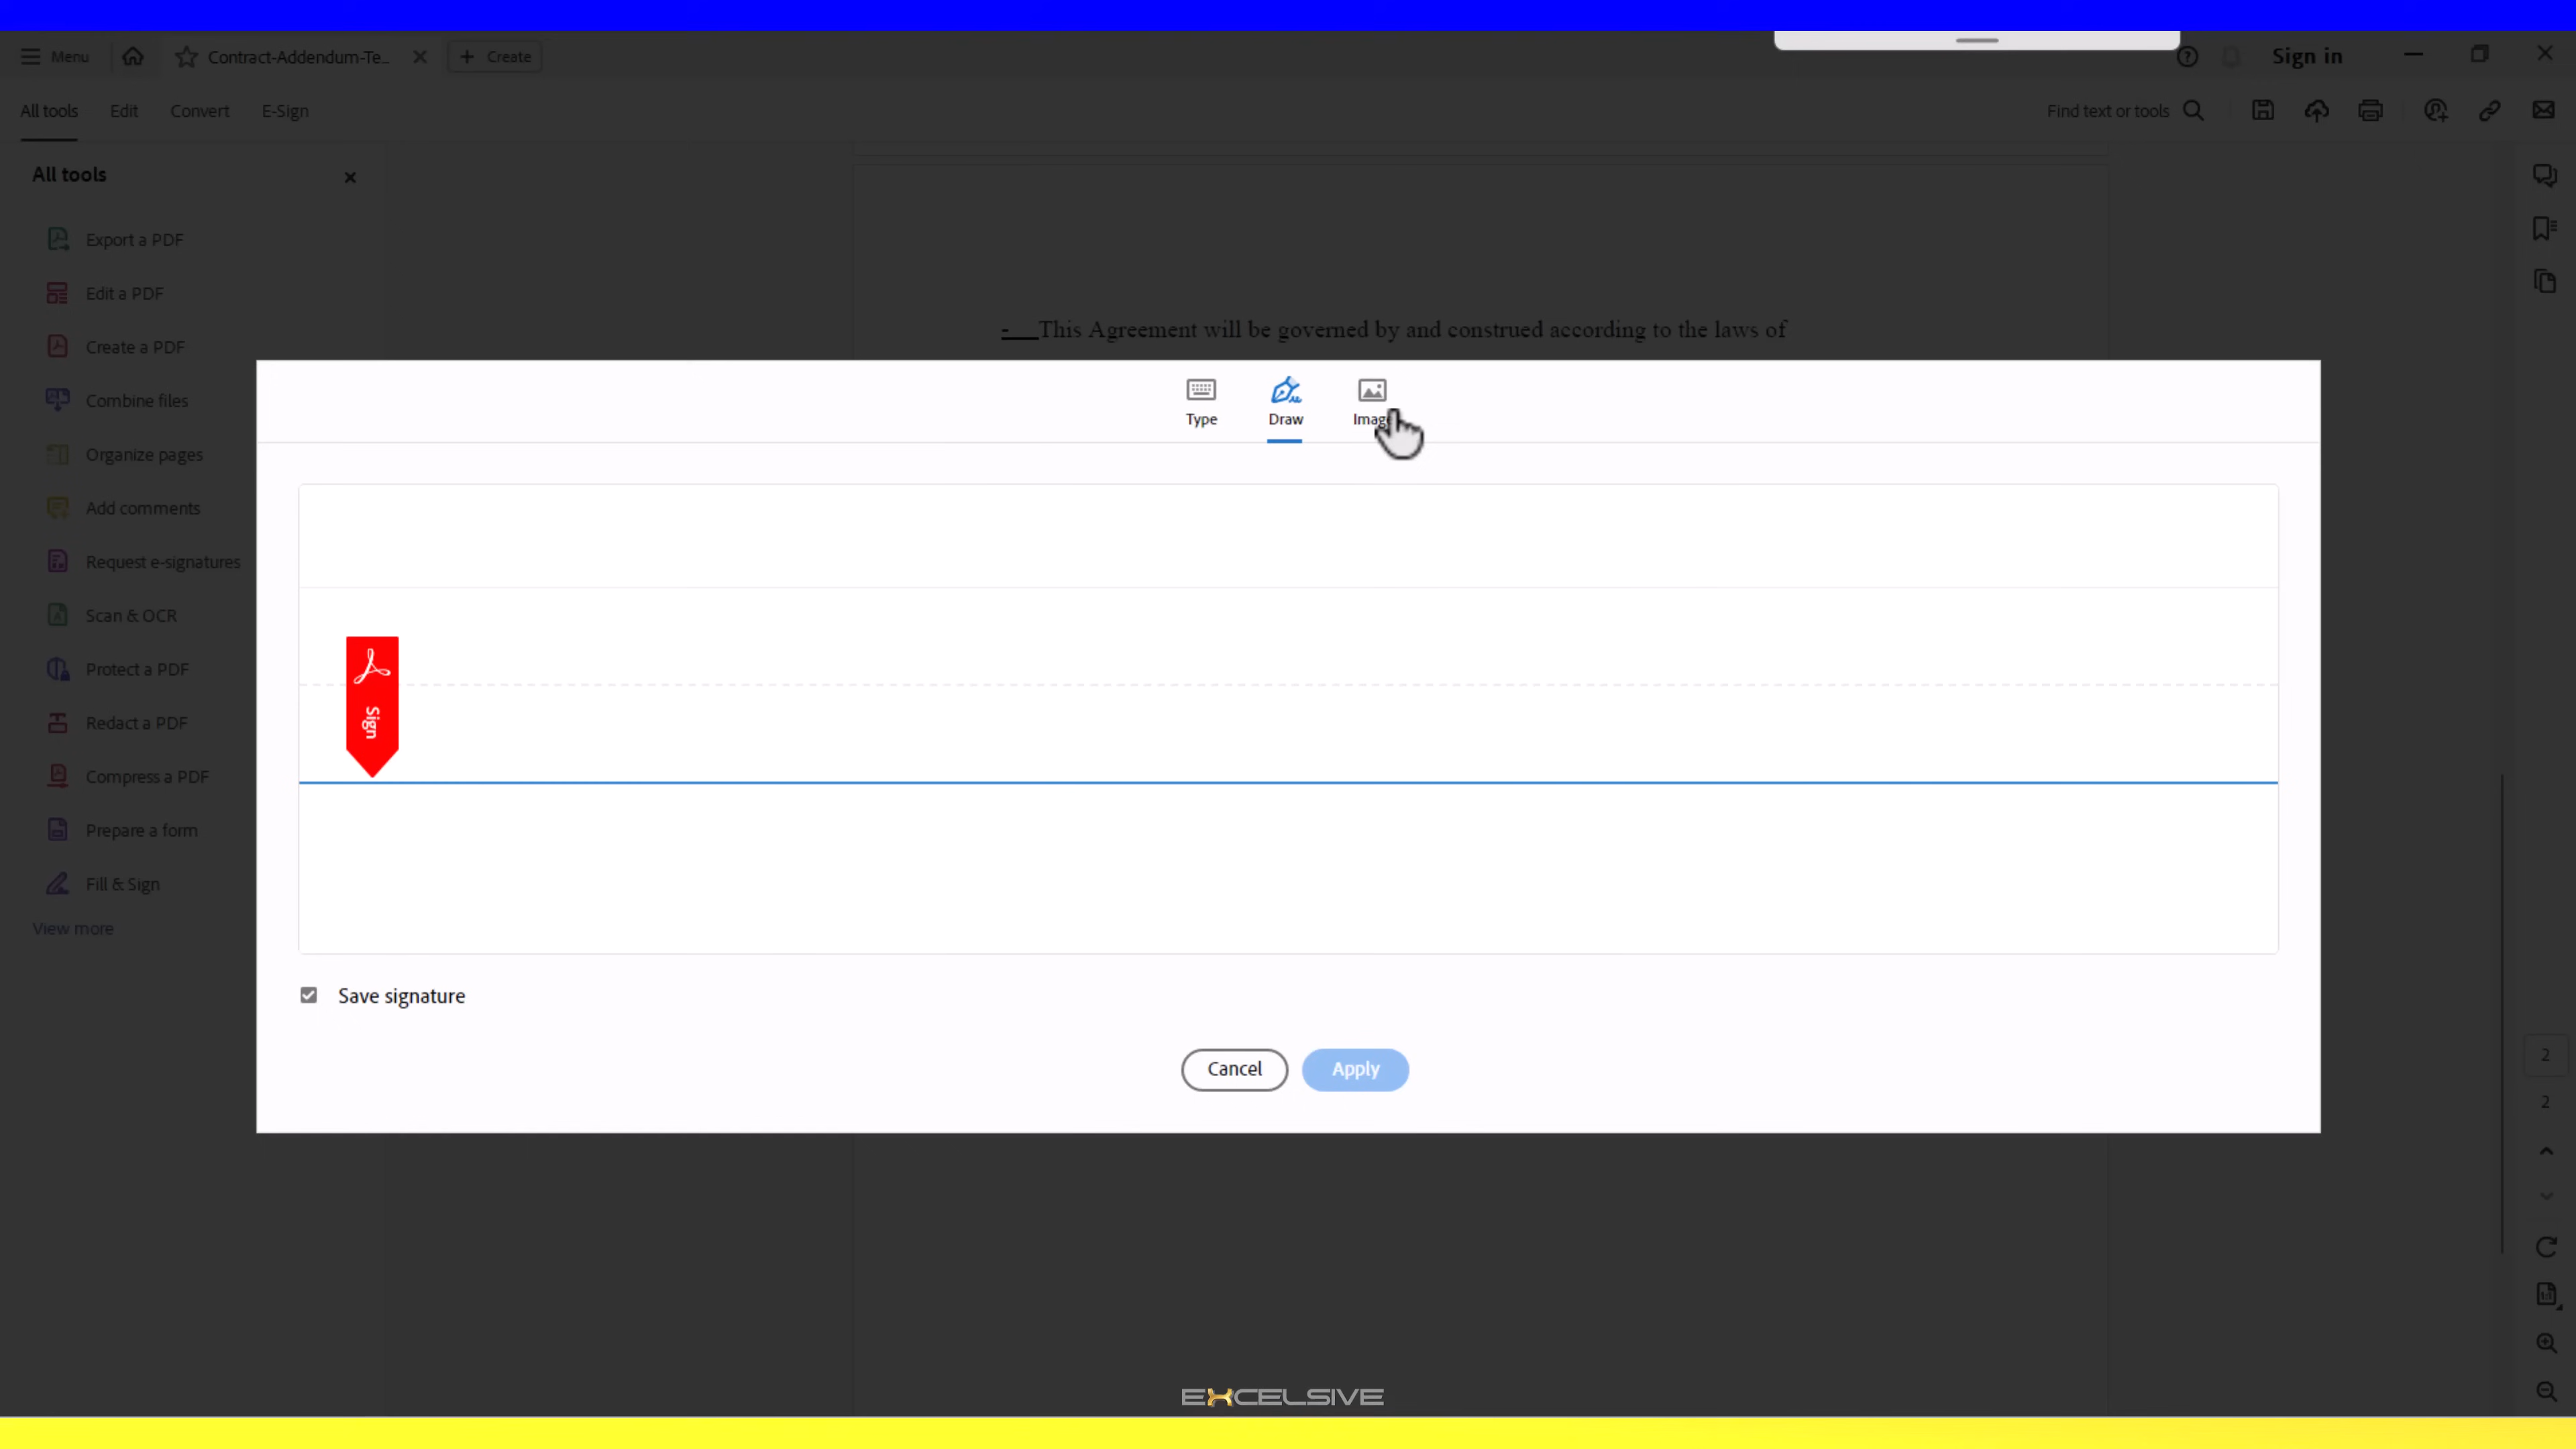 Menu
Contract-Addendum-Te...
Create
Sign in
All tools
Edit
Convert
E-Sign
Find text or tools
All tools
Export a PDF
Edit a PDF
Create a PDF
Combine files
Organize pages
Add comments
Request e-signatures
Scan & OCR
Protect a PDF
Redact a PDF
Compress a PDF
Prepare a form
Fill & Sign
View more
- This Agreement will be governed by and construed according to the laws of
Type
Draw
Image
Sign
Save signature
Cancel
Apply
2
2
EXCELSIVE